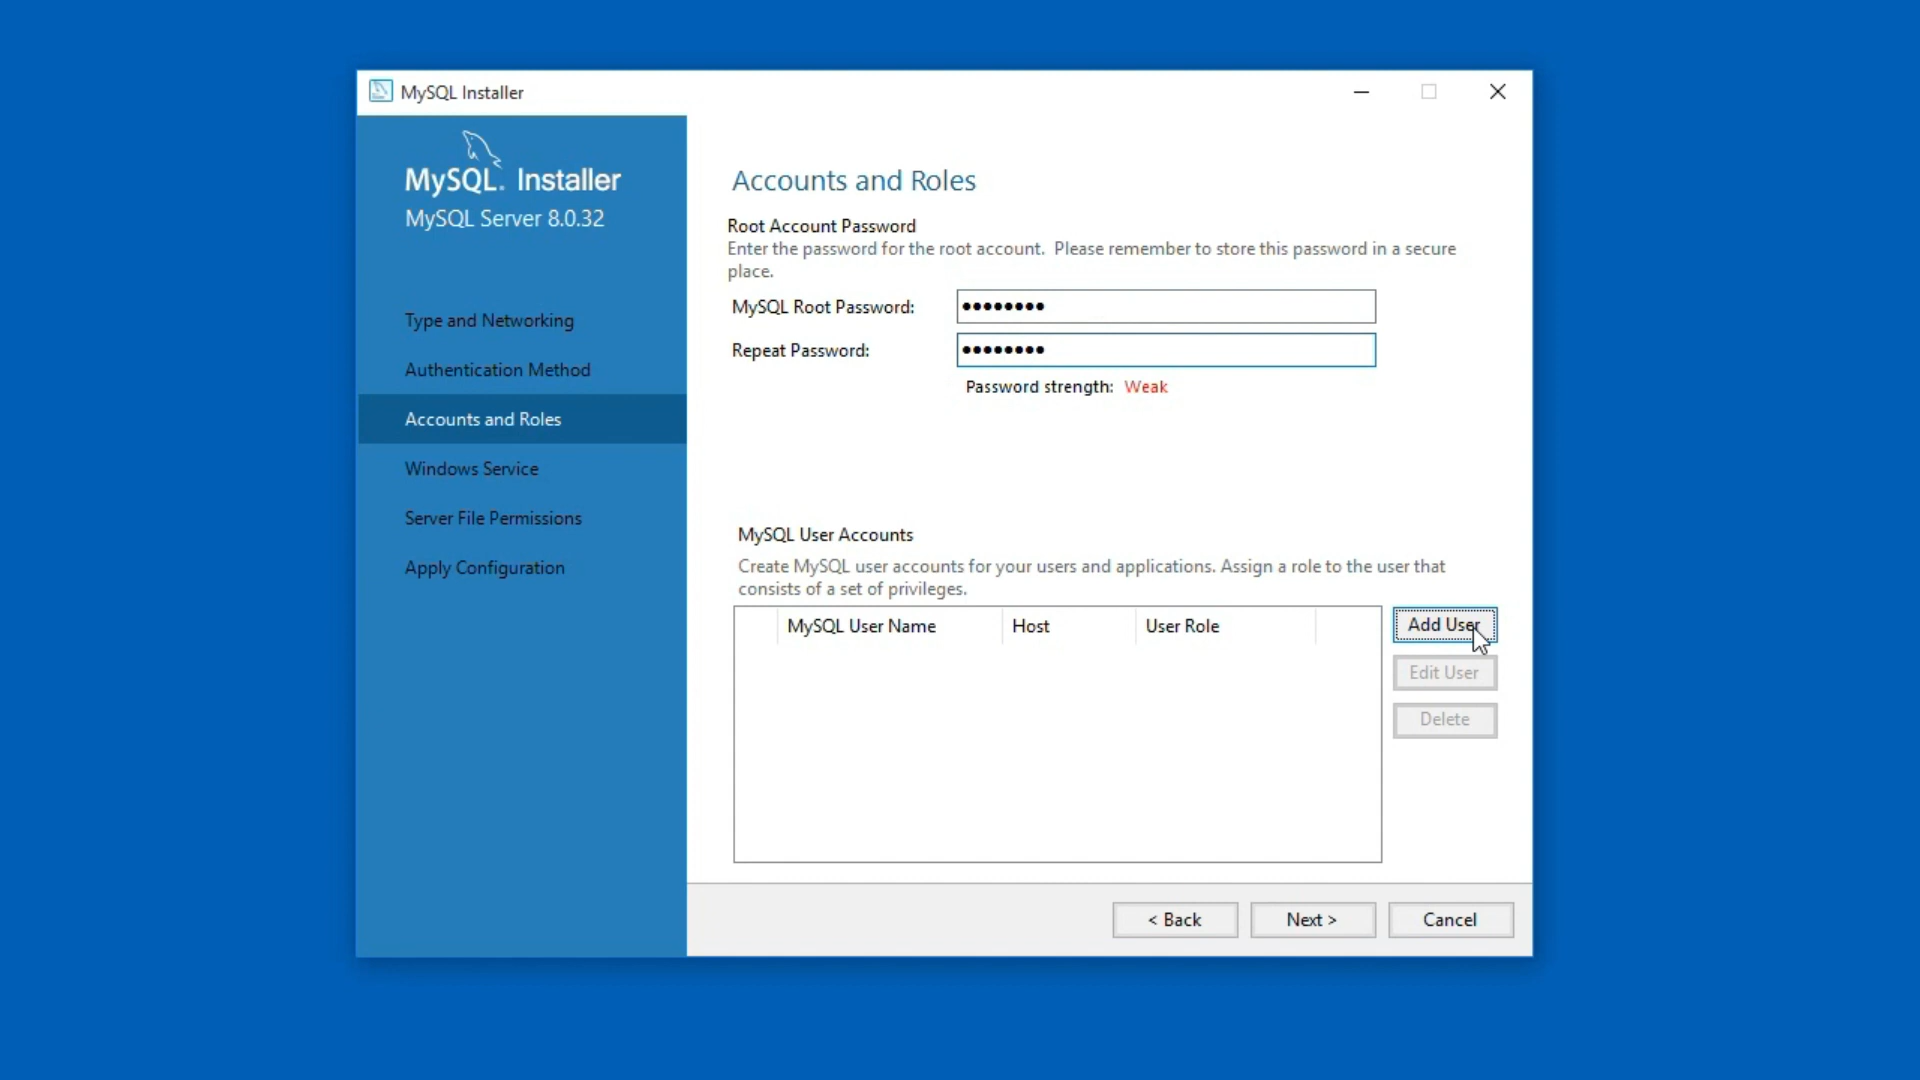 MySQL Installer
MySQL. Installer
MySQL Server 8.0.32
Type and Networking
Authentication Method
Accounts and Roles
Windows Service
Server File Permissions
Apply Configuration
Accounts and Roles
Root Account Password
Enter the password for the root account.  Please remember to store this password in a secure
place.
MySQL Root Password: ●●●●●●●●
Repeat Password: ●●●●●●●●
Password strength: Weak
MySQL User Accounts
Create MySQL user accounts for your users and applications. Assign a role to the user that
consists of a set of privileges.
MySQL User Name Host User Role
Add User
Edit User
Delete
< Back Next > Cancel